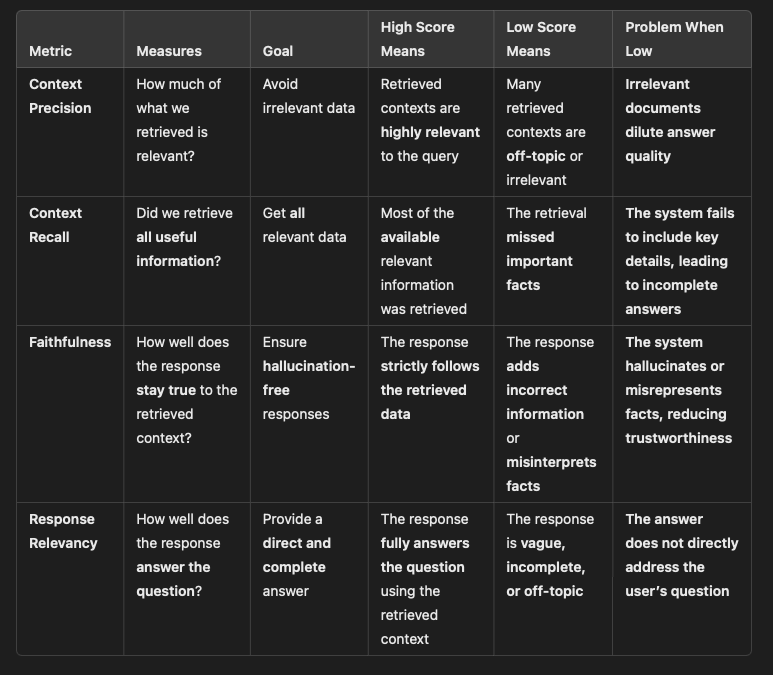 Metric
Measures
Goal
High Score
Means
Low Score
Means
Problem When
Low
Context
Precision
How much of
what we
retrieved is
relevant?
Avoid
irrelevant data
Retrieved
contexts are
highly relevant
to the query
Many
retrieved
contexts are
off-topic or
irrelevant
Irrelevant
documents
dilute answer
quality
Context
Recall
Did we retrieve
all useful
information?
Get all
relevant data
Most of the
available
relevant
information
was retrieved
The retrieval
missed
important
facts
The system fails
to include key
details, leading
to incomplete
answers
Faithfulness
How well does
the response
stay true to the
retrieved
context?
Ensure
hallucination-
free
responses
The response
strictly follows
the retrieved
data
The response
adds
incorrect
information
or
misinterprets
facts
The system
hallucinates or
misrepresents
facts, reducing
trustworthiness
Response
Relevancy
How well does
the response
answer the
question?
Provide a
direct and
complete
answer
The response
fully answers
the question
using the
retrieved
context
The response
is vague,
incomplete,
or off-topic
The answer
does not directly
address the
user’s question